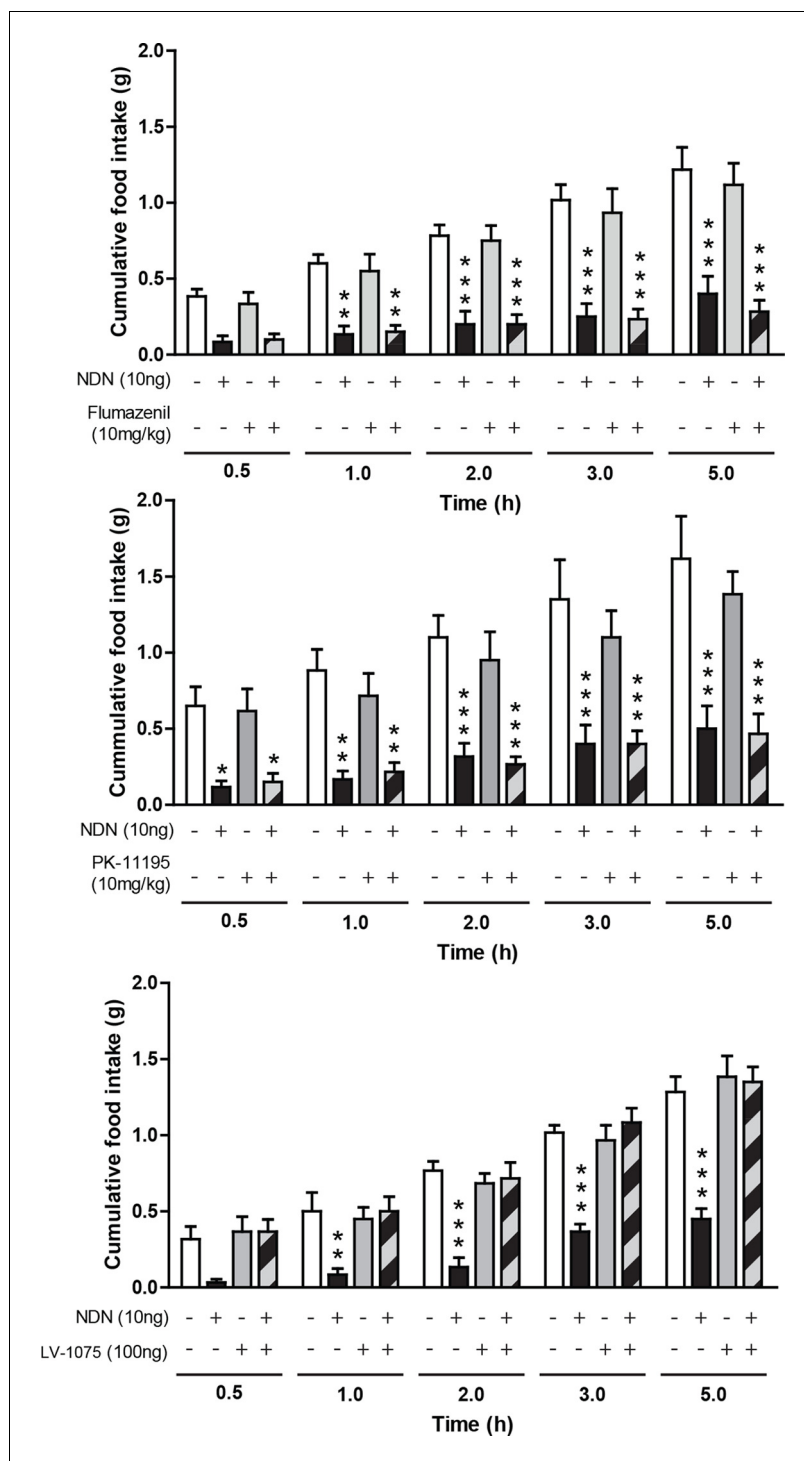 Cumulative food intake (g)
2.0
1.5
1.0
0.5
0.0
** ** *** *** *** *** *** ***
NDN (10ng) - + - + - + - + - + - + - + - + - + - +
Flumazenil
(10mg/kg) - - + + - - + + - - + + - - + + - - + +
0.5 1.0 2.0 3.0 5.0
Time (h)
Cummulative food intake (g)
2.0
1.5
1.0
0.5
0.0
* * ** ** *** *** *** *** *** ***
NDN (10ng) - + - + - + - + - + - + - + - + - + - +
PK-11195
(10mg/kg) - - + + - - + + - - + + - - + + - - + +
0.5 1.0 2.0 3.0 5.0
Time (h)
Cumulative food intake (g)
2.0
1.5
1.0
0.5
0.0
** *** *** ***
NDN (10ng) - + - + - + - + - + - + - + - + - + - +
LV-1075 (100ng) - - + + - - + + - - + + - - + + - - + +
0.5 1.0 2.0 3.0 5.0
Time (h)